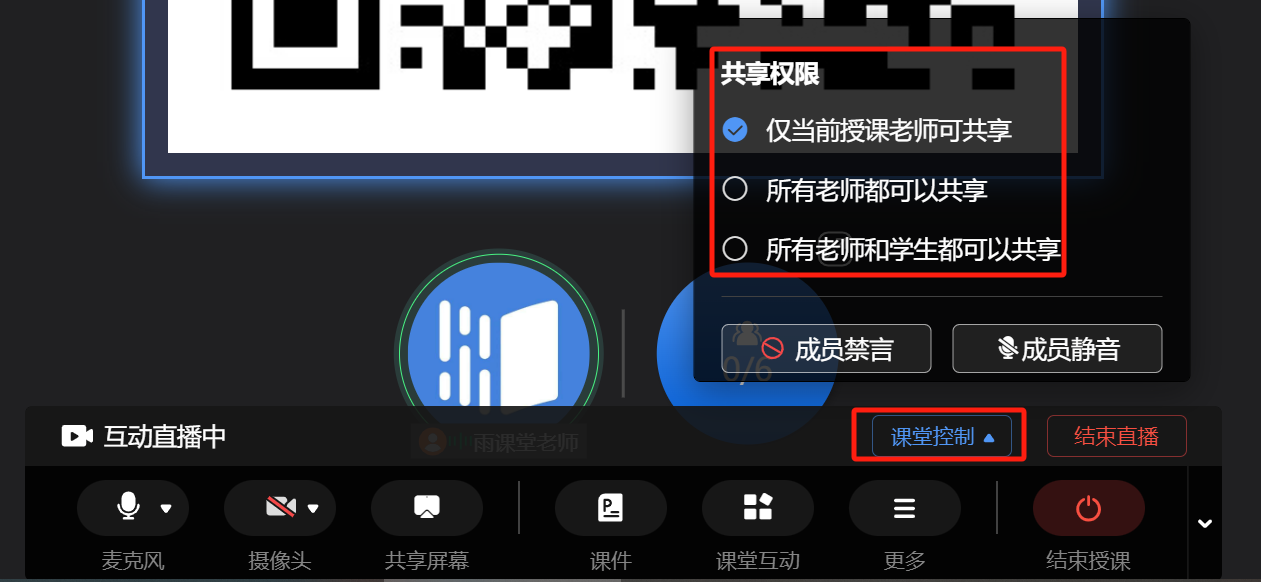 共享权限
仅当前授课老师可共享
所有老师都可以共享
所有老师和学生都可以共享
成员禁言
成员静音
0/6
雨课堂老师
互动直播中
课堂控制
结束直播
麦克风
摄像头
共享屏幕
课件
课堂互动
更多
结束授课